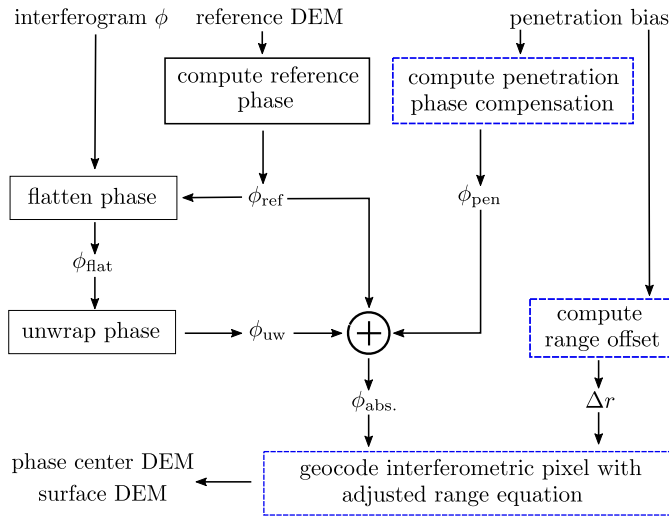 interferogram ϕ
reference DEM
penetration bias
compute reference
phase
compute penetration
phase compensation
flatten phase
ϕref
ϕpen
ϕflat
unwrap phase
ϕuw
compute
range offset
ϕabs.
Δr
phase center DEM
surface DEM
geocode interferometric pixel with
adjusted range equation